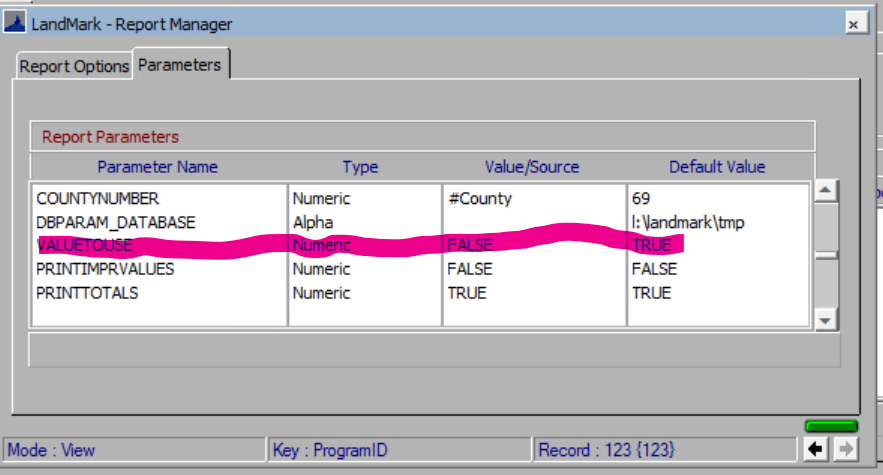 LandMark - Report Manager
Report Options Parameters
Report Parameters
Parameter Name Type Value/Source Default Value
COUNTYNUMBER Numeric #County 69
DBPARAM_DATABASE Alpha l:\landmark\tmp
VALUETOUSE Numeric FALSE TRUE
PRINTIMPRVALUES Numeric FALSE FALSE
PRINTTOTALS Numeric TRUE TRUE
Mode : View Key : ProgramID Record : 123 {123}